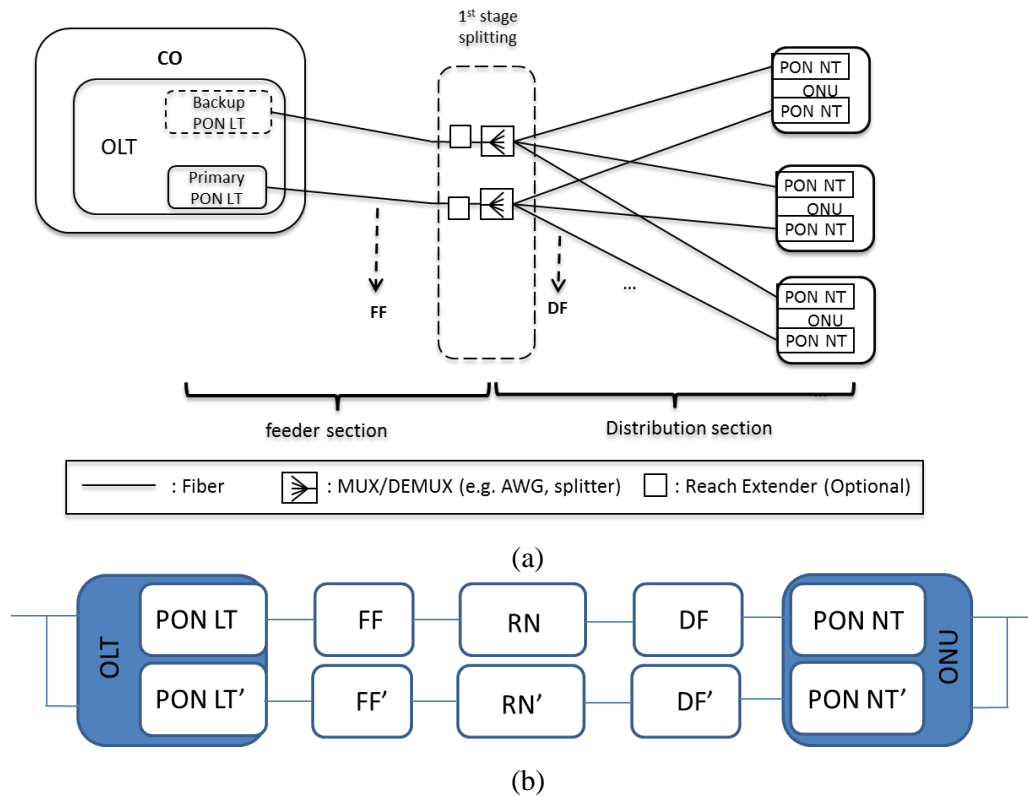 1st stage
splitting
CO
OLT
Backup
PON LT
Primary
PON LT
PON NT
ONU
PON NT
PON NT
ONU
PON NT
PON NT
ONU
PON NT
FF
DF
...
...
feeder section
Distribution section
: Fiber
: MUX/DEMUX (e.g. AWG, splitter)
: Reach Extender (Optional)
(a)
OLT
PON LT
FF
RN
DF
PON NT
ONU
PON LT’
FF’
RN’
DF’
PON NT’
(b)